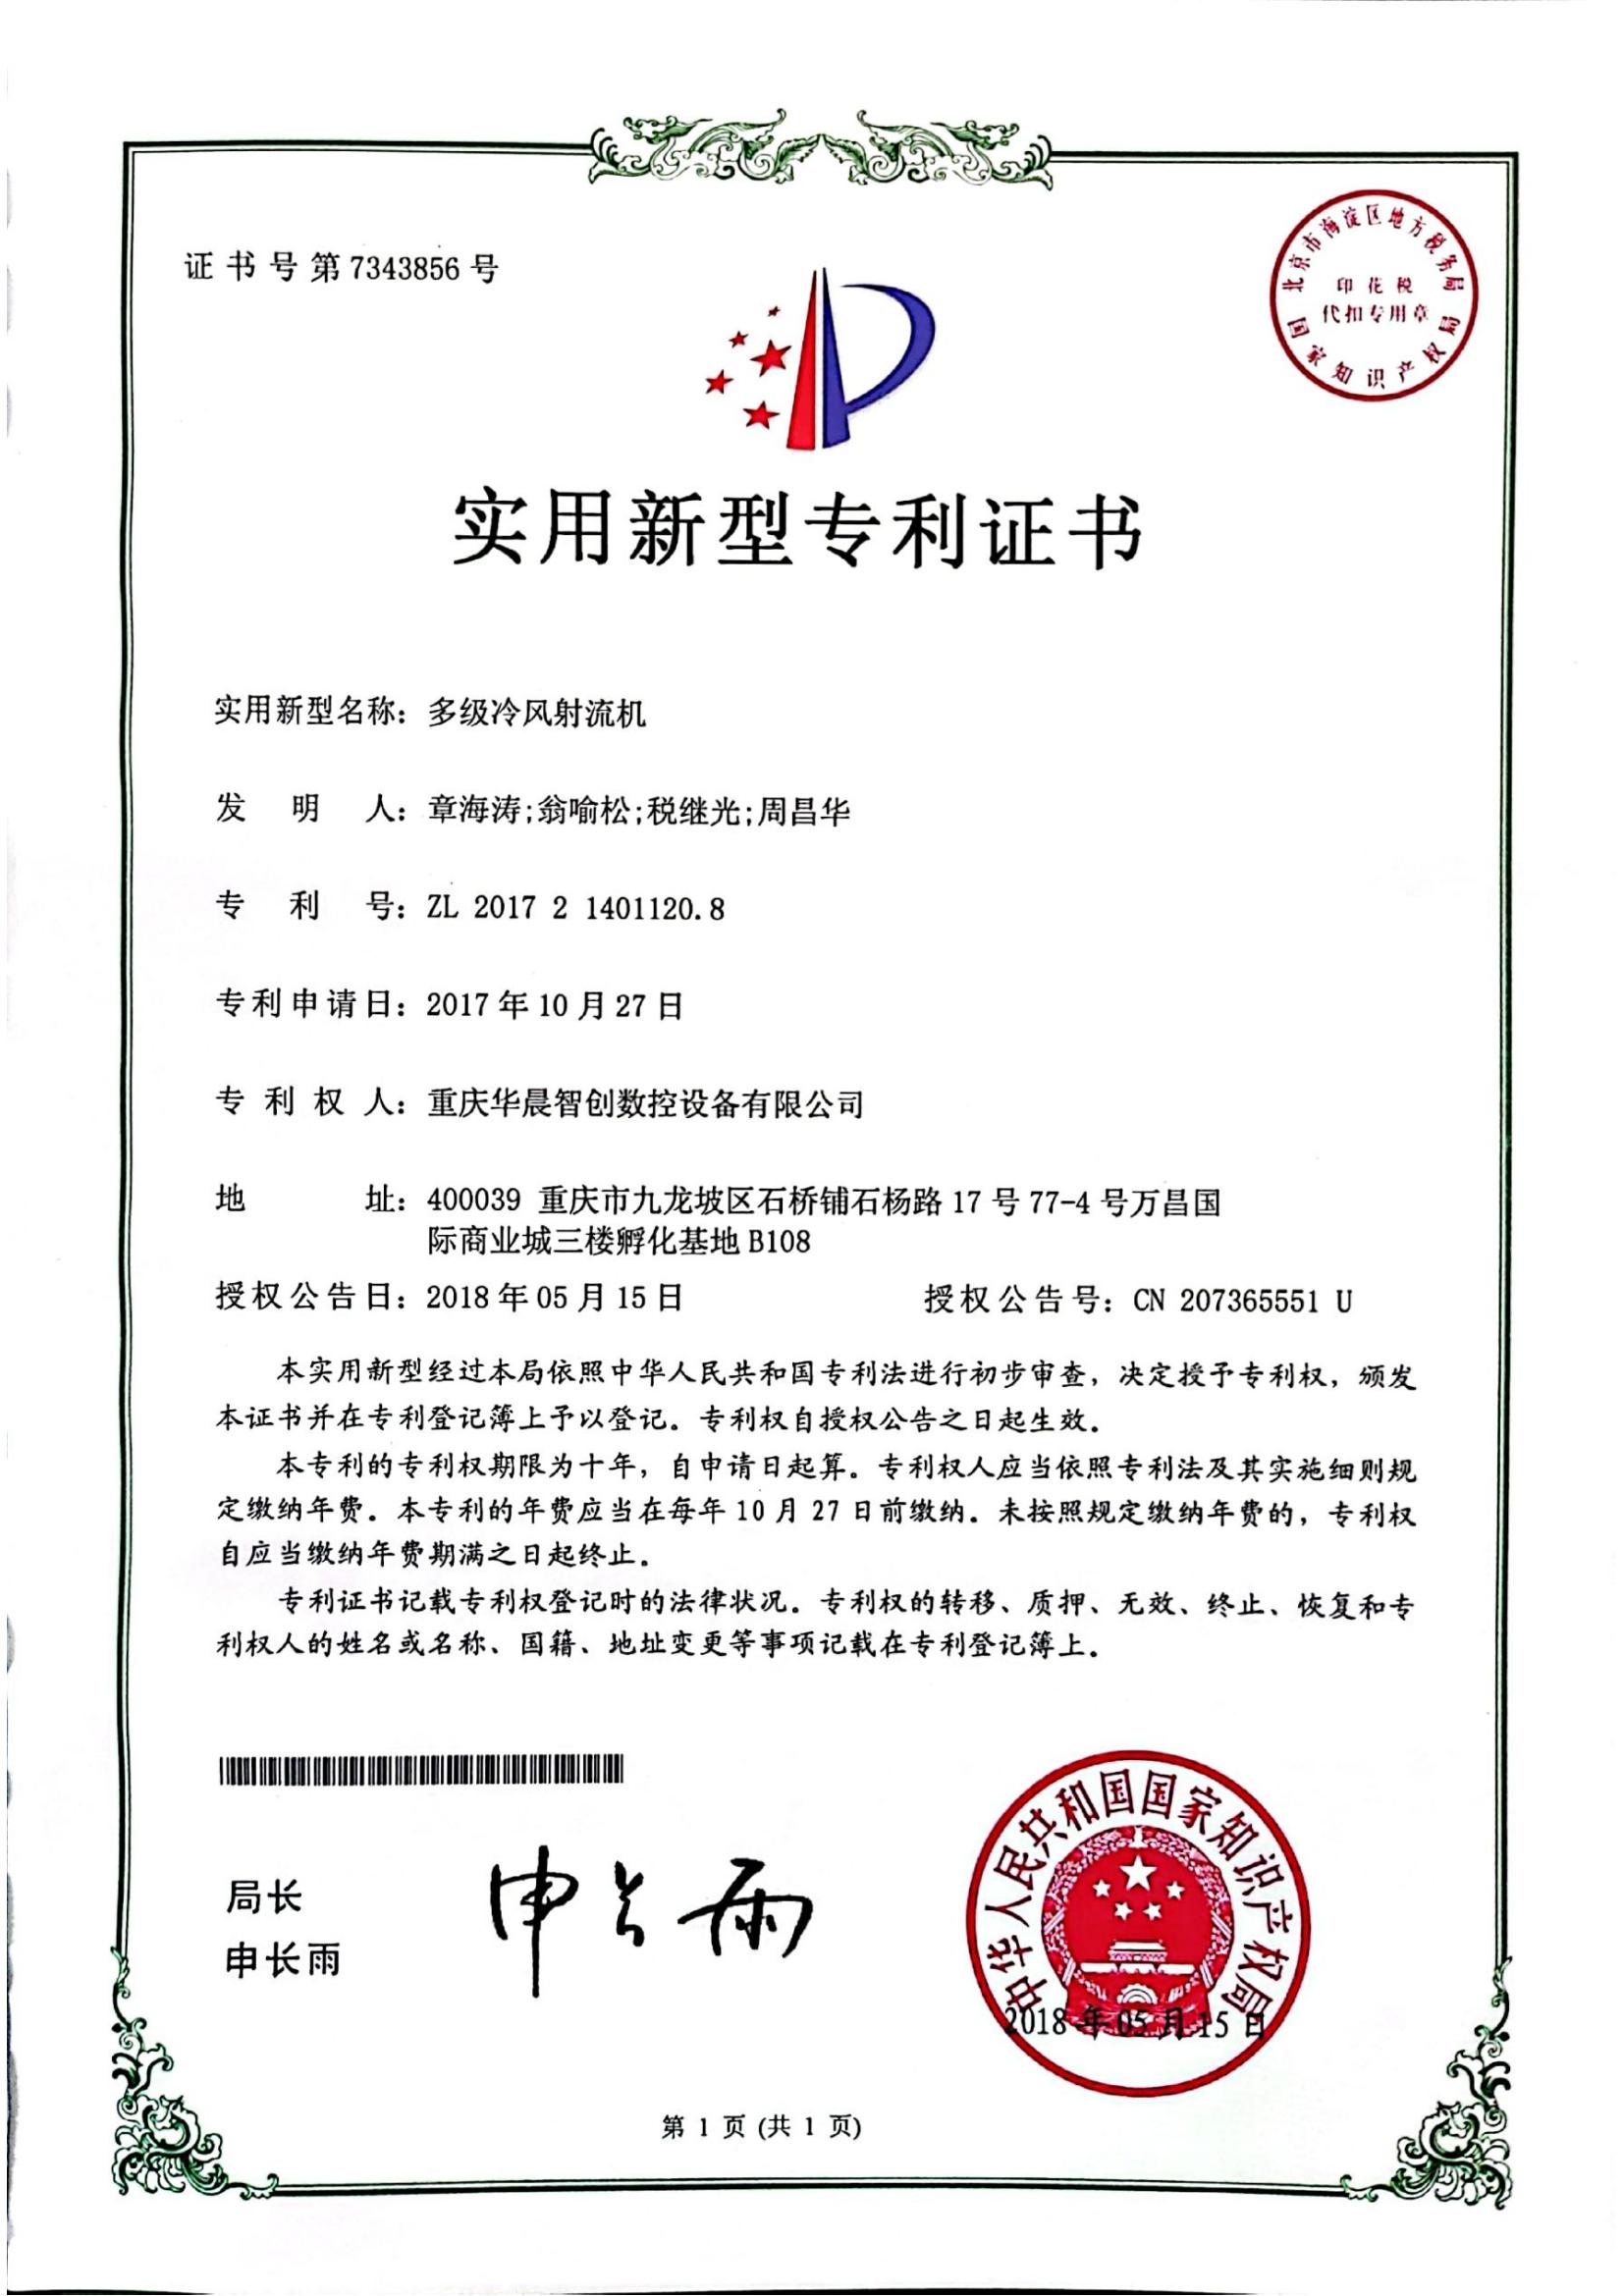 证书号第7343856号
北京市海淀区地方税务局
印花税
代扣专用章
国家知识产权局
实用新型专利证书
实用新型名称：多级冷风射流机
发明人：章海涛;翁喻松;税继光;周昌华
专利号：ZL 2017 2 1401120.8
专利申请日：2017年10月27日
专利权人：重庆华晨智创数控设备有限公司
地址：400039 重庆市九龙坡区石桥铺石杨路17号77-4号万昌国
际商业城三楼孵化基地B108
授权公告日：2018年05月15日 授权公告号：CN 207365551 U
本实用新型经过本局依照中华人民共和国专利法进行初步审查，决定授予专利权，颁发
本证书并在专利登记簿上予以登记。专利权自授权公告之日起生效。
本专利的专利权期限为十年，自申请日起算。专利权人应当依照专利法及其实施细则规
定缴纳年费。本专利的年费应当在每年10月27日前缴纳。未按照规定缴纳年费的，专利权
自应当缴纳年费期满之日起终止。
专利证书记载专利权登记时的法律状况。专利权的转移、质押、无效、终止、恢复和专
利权人的姓名或名称、国籍、地址变更等事项记载在专利登记簿上。
局长
申长雨
申长雨
中华人民共和国国家知识产权局
2018年05月15日
第1页(共1页)